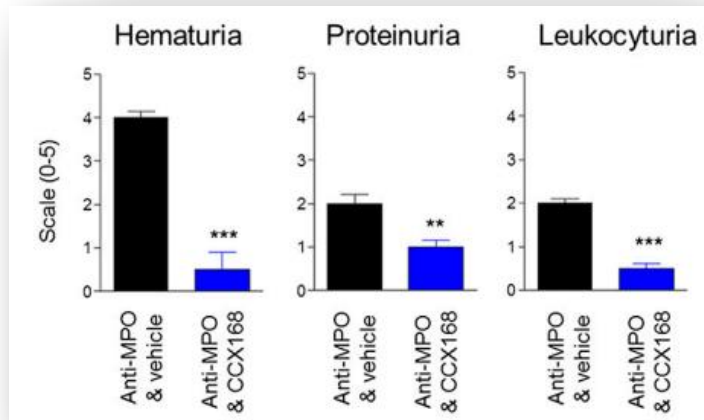 Hematuria
Proteinuria
Leukocyturia
Scale (0-5)
5
4
3
2
1
0
***
Anti-MPO
& vehicle
Anti-MPO
& CCX168
5
4
3
2
1
0
**
Anti-MPO
& vehicle
Anti-MPO
& CCX168
5
4
3
2
1
0
***
Anti-MPO
& vehicle
Anti-MPO
& CCX168